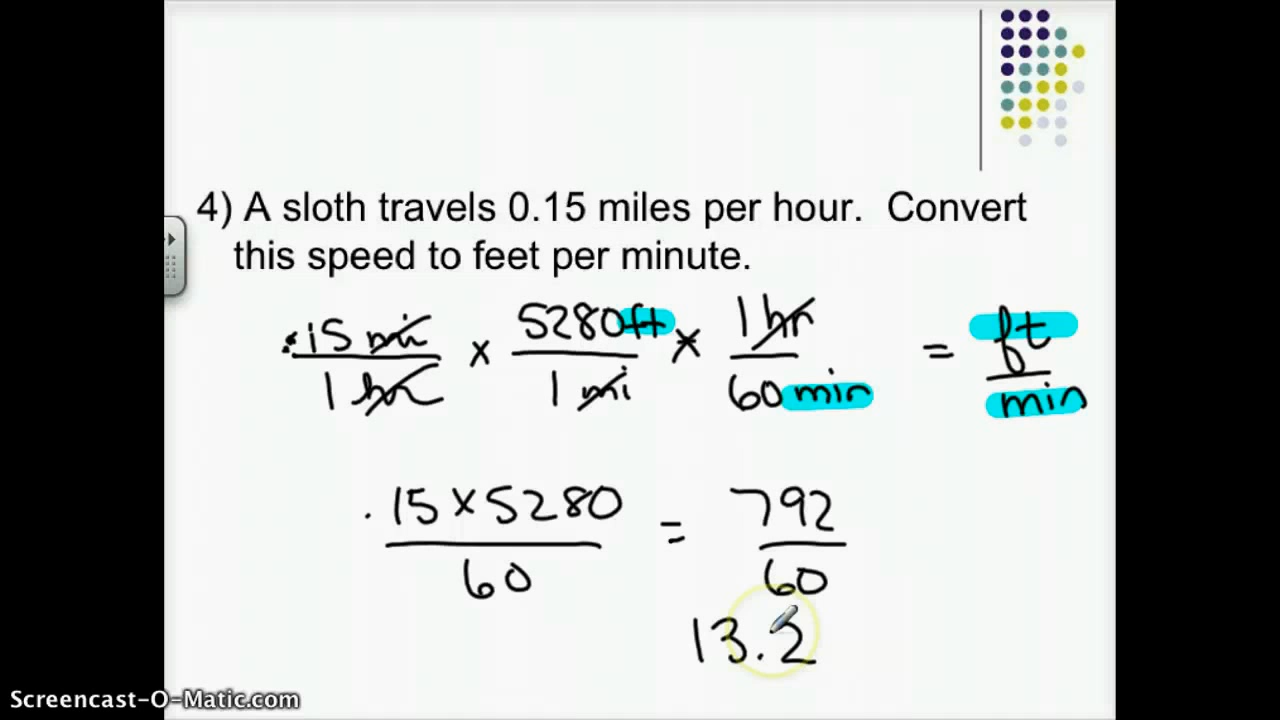 4) A sloth travels 0.15 miles per hour. Convert
this speed to feet per minute.
.15 mi × 5280 ft × 1 hr = ft
1 hr 1 mi 60 min min
.15 × 5280 = 792
60 60
13.2
Screencast-O-Matic.com